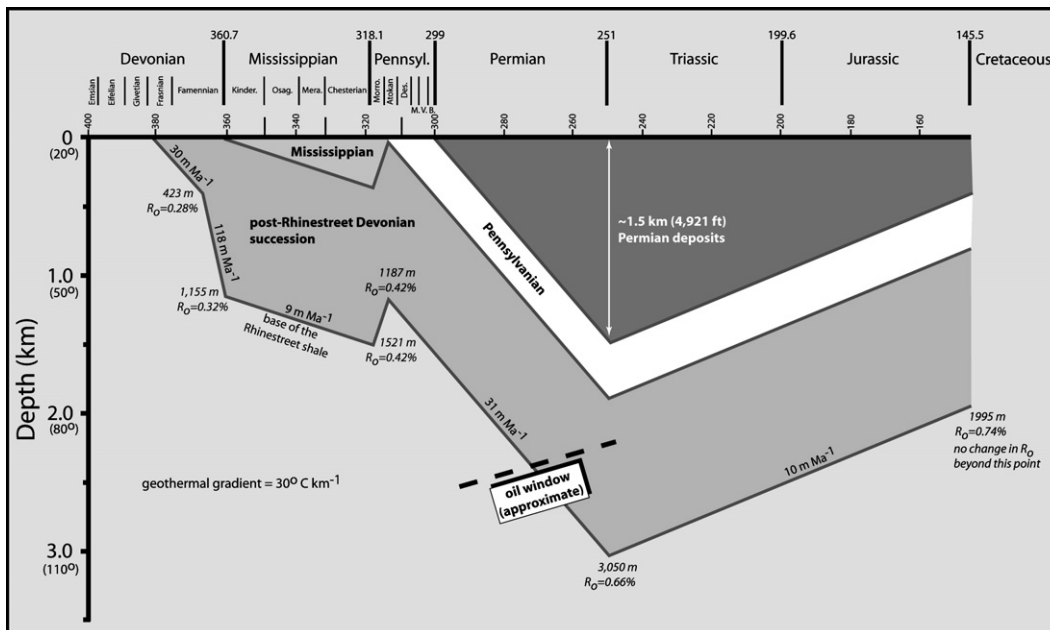 360.7
318.1
299
251
199.6
145.5
Devonian
Mississippian
Pennsyl.
Permian
Triassic
Jurassic
Cretaceous
Emsian
Eifelian
Givetian
Frasnian
Famennian
Kinder.
Osag.
Mera.
Chesterian
Morro.
Atokan
Des.
M. V. B.
400
380
360
340
320
300
280
260
240
220
200
180
160
Depth (km)
0
(20º)
1.0
(50º)
2.0
(80º)
3.0
(110º)
Mississippian
30 m Ma-1
423 m
RO=0.28%
post-Rhinestreet Devonian
succession
118 m Ma-1
1,155 m
RO=0.32%
9 m Ma-1
base of the
Rhinestreet shale
1187 m
RO=0.42%
1521 m
RO=0.42%
Pennsylvanian
~1.5 km (4,921 ft)
Permian deposits
31 m Ma-1
oil window
(approximate)
10 m Ma-1
1995 m
RO=0.74%
no change in RO
beyond this point
geothermal gradient = 30º C km-1
3,050 m
RO=0.66%